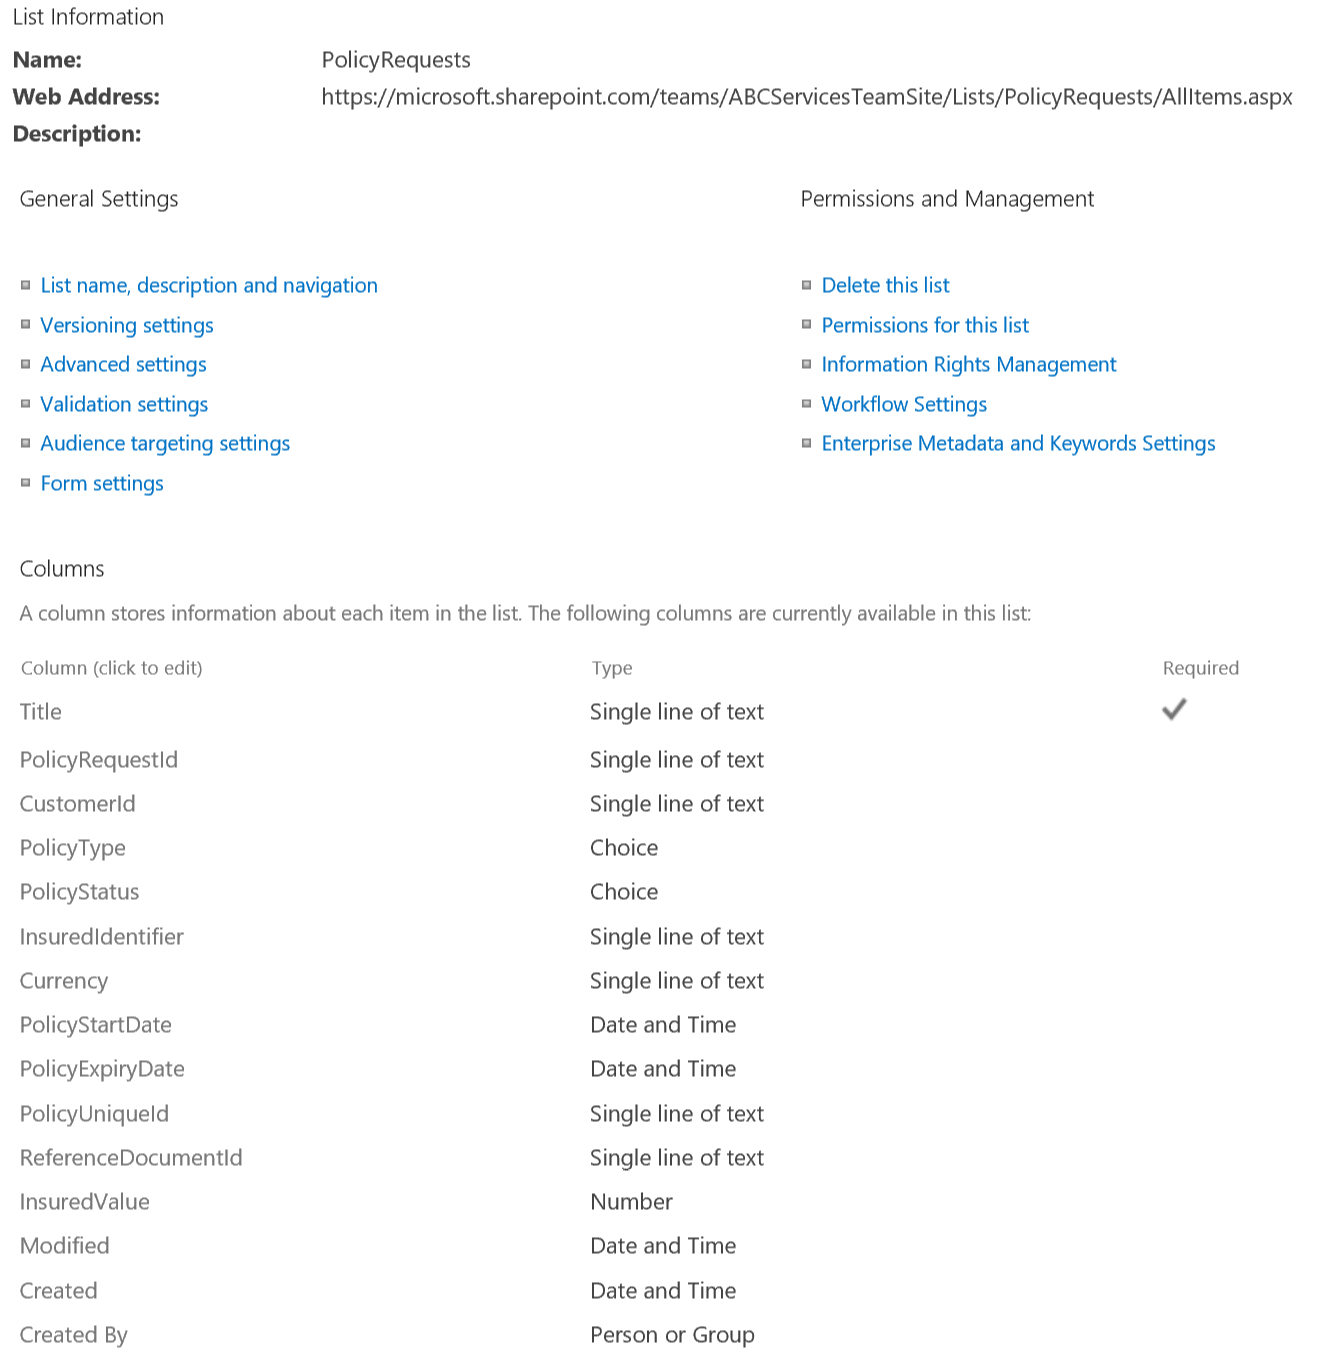 List Information
Name: PolicyRequests
Web Address: https://microsoft.sharepoint.com/teams/ABCServicesTeamSite/Lists/PolicyRequests/AllItems.aspx
Description:
General Settings Permissions and Management
List name, description and navigation Delete this list
Versioning settings Permissions for this list
Advanced settings Information Rights Management
Validation settings Workflow Settings
Audience targeting settings Enterprise Metadata and Keywords Settings
Form settings
Columns
A column stores information about each item in the list. The following columns are currently available in this list:
Column (click to edit) Type Required
Title Single line of text ✓
PolicyRequestId Single line of text
CustomerId Single line of text
PolicyType Choice
PolicyStatus Choice
InsuredIdentifier Single line of text
Currency Single line of text
PolicyStartDate Date and Time
PolicyExpiryDate Date and Time
PolicyUniqueId Single line of text
ReferenceDocumentId Single line of text
InsuredValue Number
Modified Date and Time
Created Date and Time
Created By Person or Group